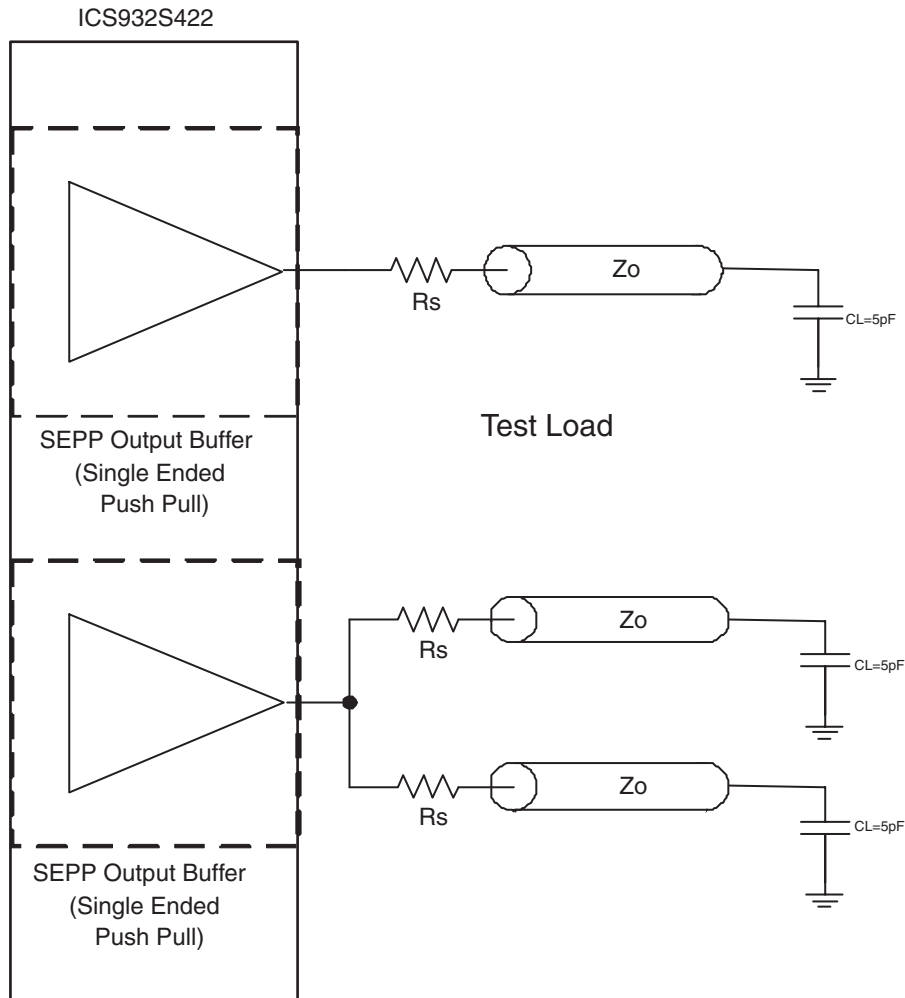 ICS932S422
Zo
Rs
CL=5pF
SEPP Output Buffer
(Single Ended
Push Pull)
Test Load
Zo
Rs
CL=5pF
Zo
Rs
CL=5pF
SEPP Output Buffer
(Single Ended
Push Pull)